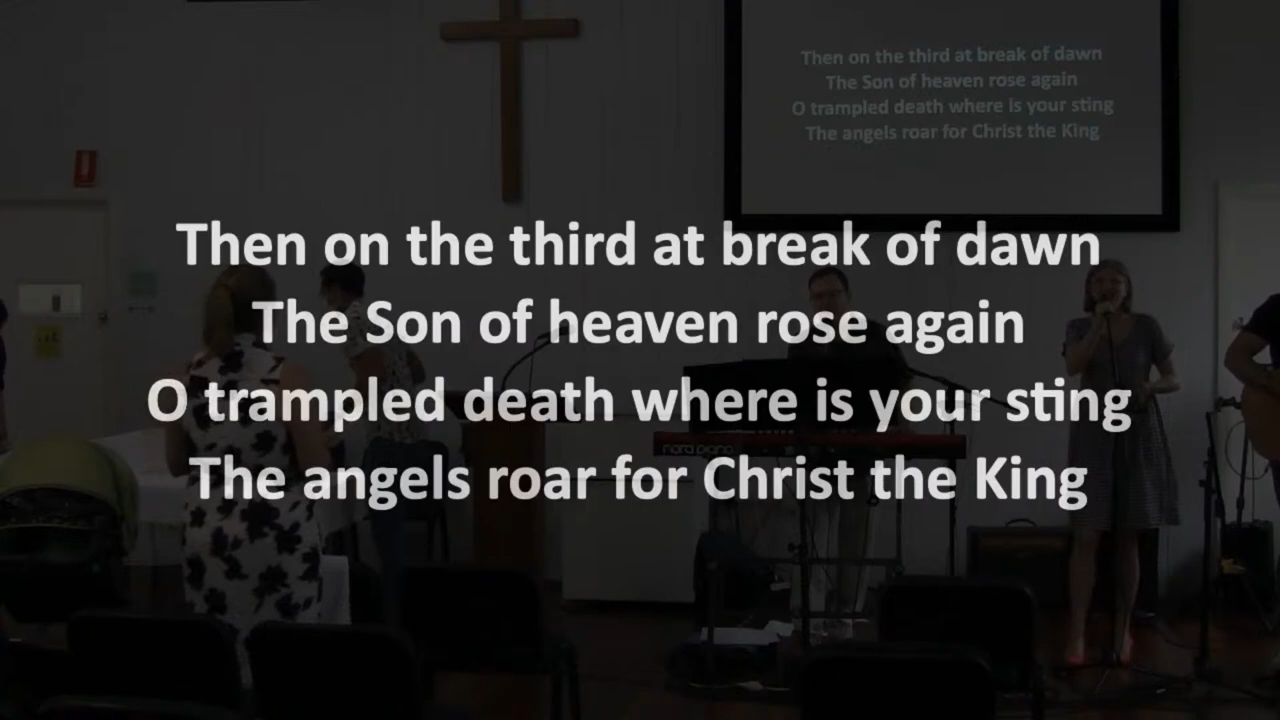 Then on the third at break of dawn
The Son of heaven rose again
O trampled death where is your sting
The angels roar for Christ the King
Then on the third at break of dawn
The Son of heaven rose again
O trampled death where is your sting
The angels roar for Christ the King
nord piano